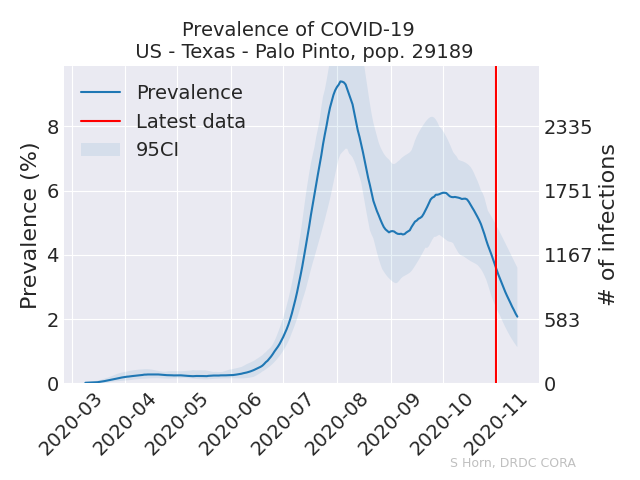 Prevalence of COVID-19
US - Texas - Palo Pinto, pop. 29189
Prevalence
Latest data
95CI
Prevalence (%)
8
6
4
2
0
# of infections
2335
1751
1167
583
0
2020-03
2020-04
2020-05
2020-06
2020-07
2020-08
2020-09
2020-10
2020-11
S Horn, DRDC CORA